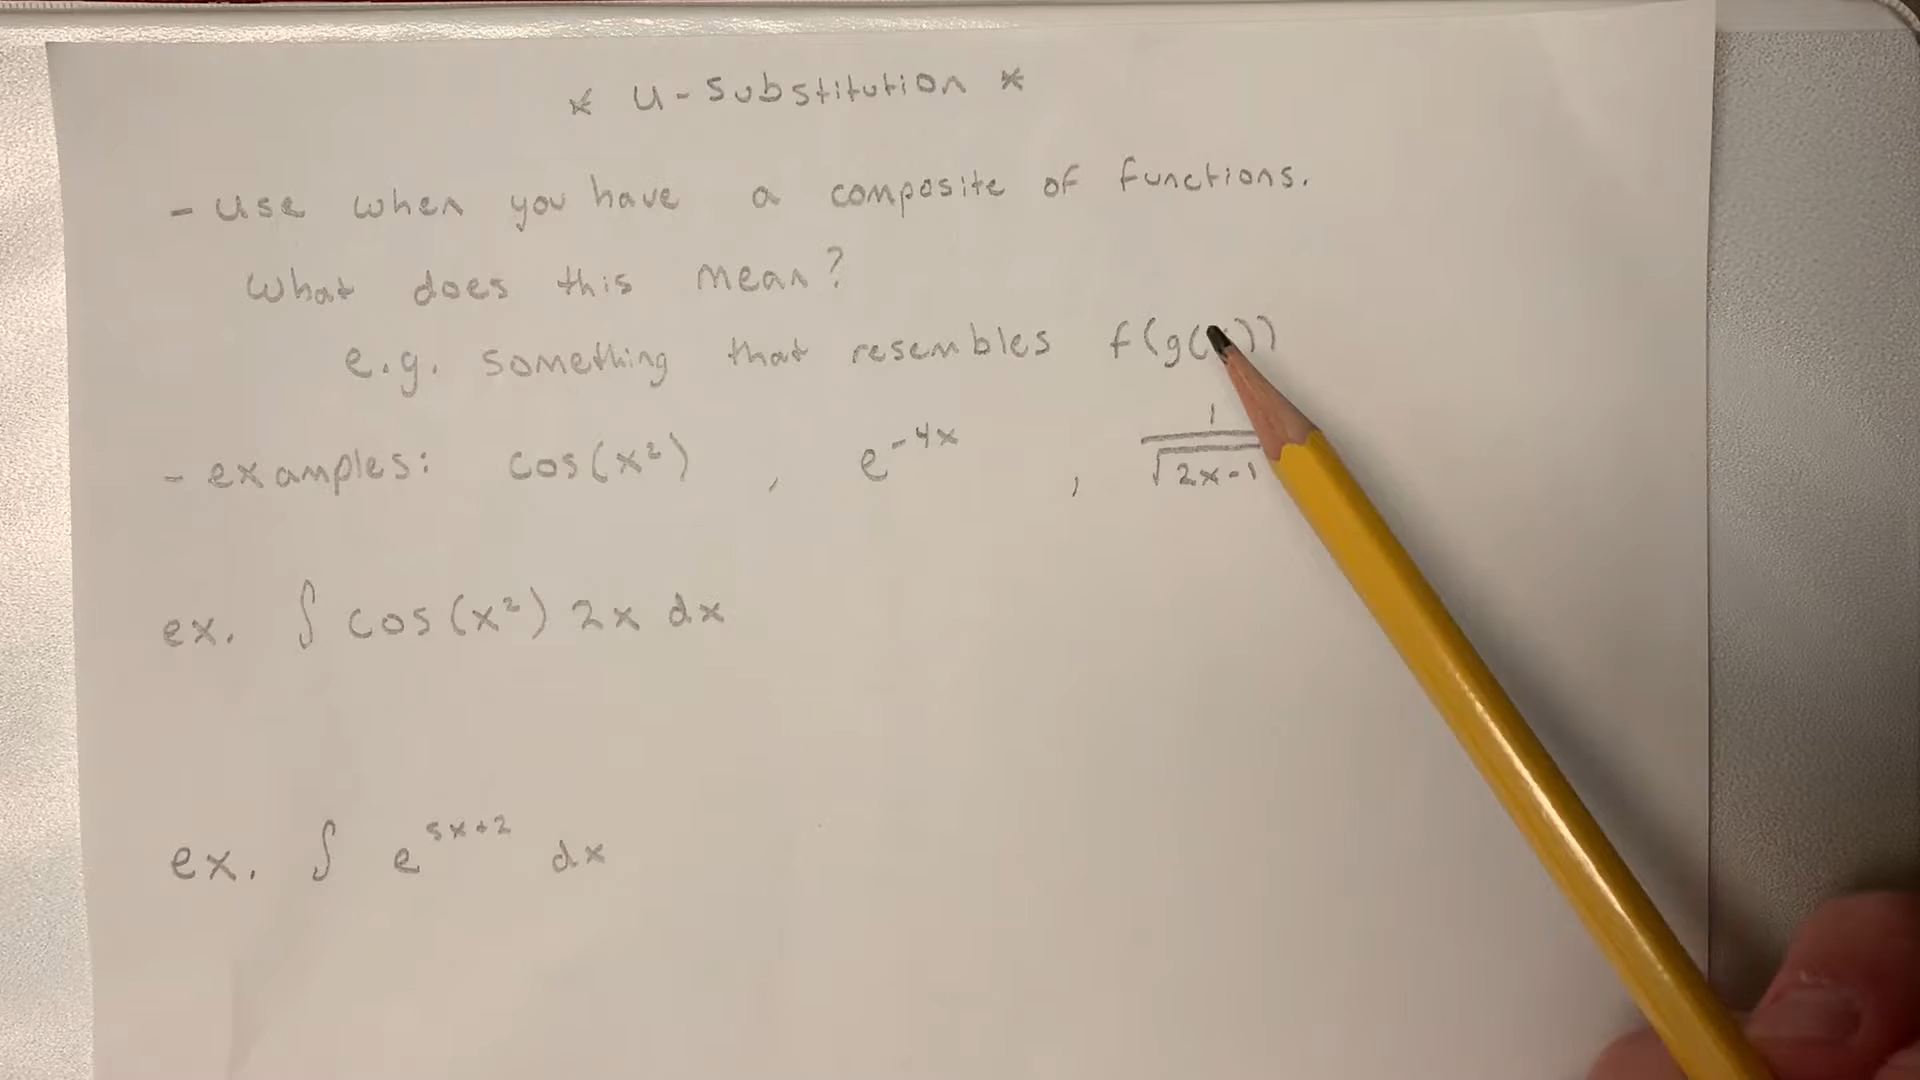 * u-substitution *
- use when you have a composite of functions.
what does this mean?
e.g. something that resembles f(g( ))
- examples: cos(x²) , e^-4x , 1/√2x-1
ex. ∫ cos(x²) 2x dx
ex. ∫ e^5x+2 dx